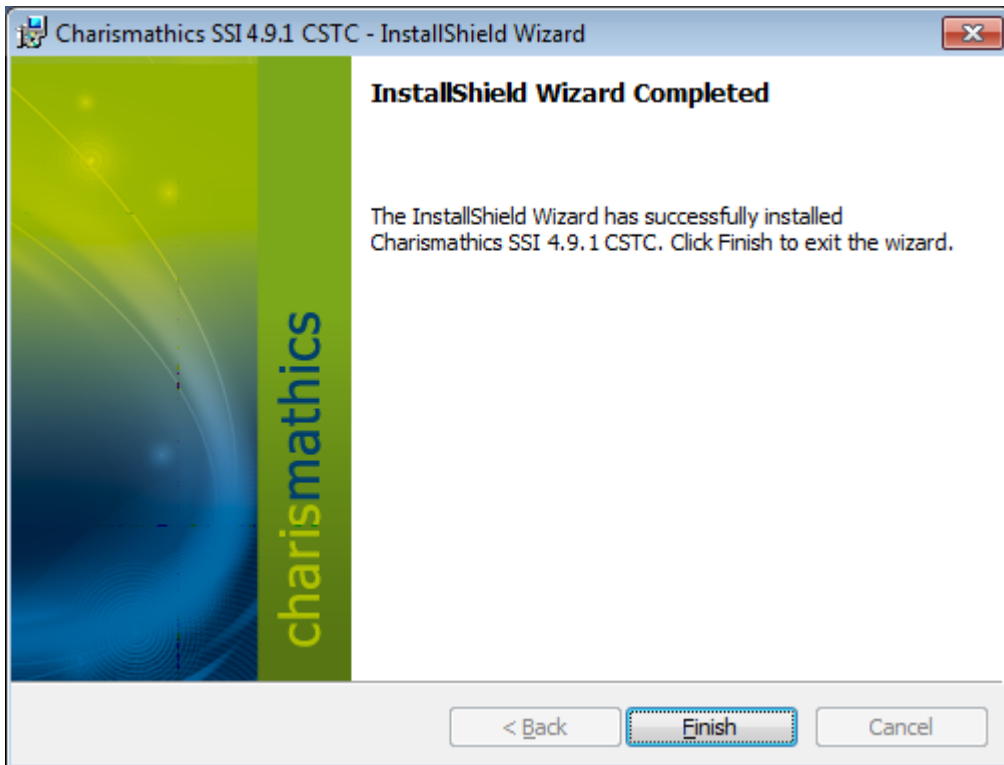 Charismathics SSI 4.9.1 CSTC - InstallShield Wizard
InstallShield Wizard Completed
The InstallShield Wizard has successfully installed
Charismathics SSI 4.9.1 CSTC. Click Finish to exit the wizard.
charismathics
< Back
Finish
Cancel